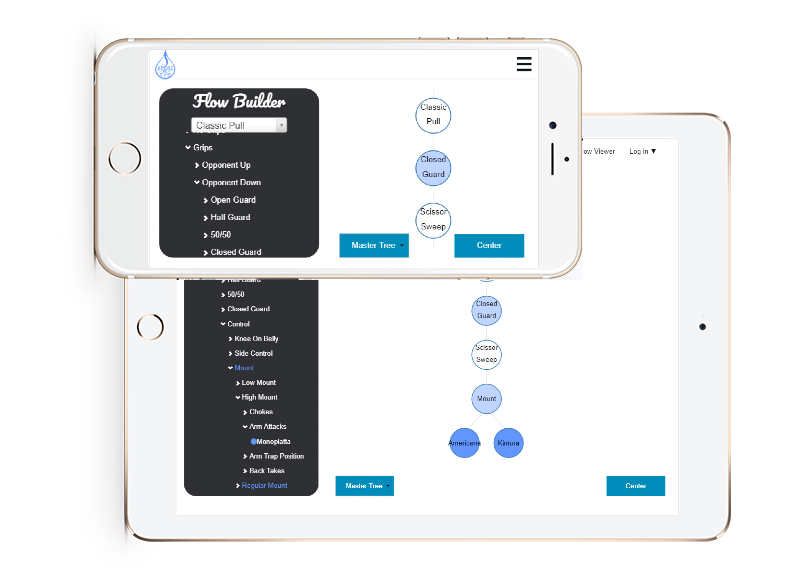 Flow Builder
Classic Pull
Grips
Opponent Up
Opponent Down
Open Guard
Half Guard
50/50
Closed Guard
Classic
Pull
Closed
Guard
Scissor
Sweep
Master Tree
Center
Viewer
Log in ▼
50/50
Closed Guard
Control
Knee On Belly
Side Control
Mount
Low Mount
High Mount
Chokes
Arm Attacks
Monoplatta
Arm Trap Position
Back Takes
Regular Mount
Closed
Guard
Scissor
Sweep
Mount
Americana
Kimura
Master Tree
Center